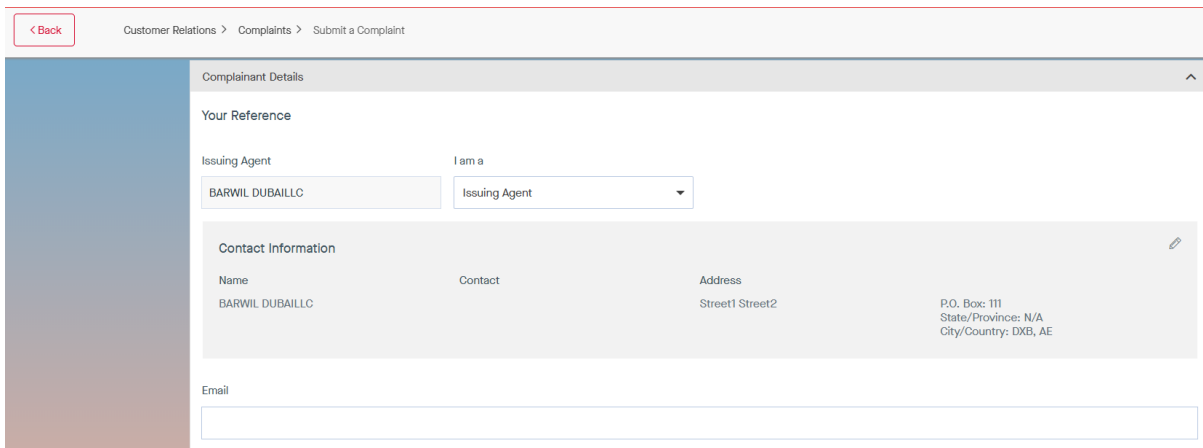 < Back
Customer Relations > Complaints > Submit a Complaint
Complainant Details
Your Reference
Issuing Agent
I am a
BARWIL DUBAILLC
Issuing Agent
Contact Information
Name
Contact
Address
BARWIL DUBAILLC
Street1 Street2
P.O. Box: 111
State/Province: N/A
City/Country: DXB, AE
Email